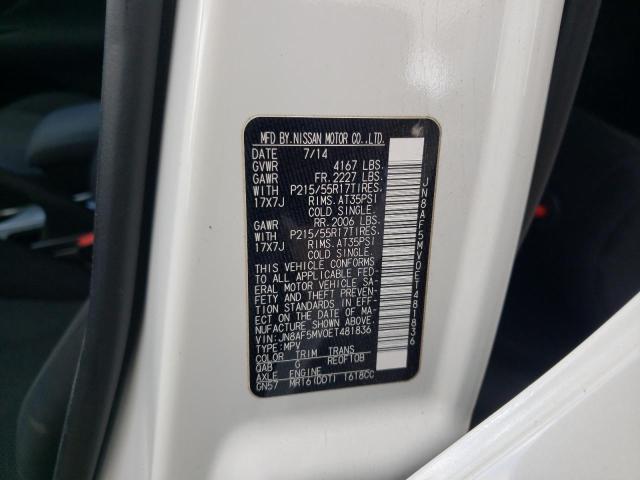 MFD BY.NISSAN MOTOR CO.,LTD.
DATE 7/14
GVWR 4167 LBS.
GAWR FR. 2227 LBS.
WITH P215/55R17TIRES,
17X7J RIMS, AT35PSI
COLD SINGLE.
GAWR RR. 2006 LBS.
WITH P215/55R17TIRES,
17X7J RIMS, AT35PSI
COLD SINGLE.
THIS VEHICLE CONFORMS
TO ALL APPLICABLE FED-
ERAL MOTOR VEHICLE SA-
FETY AND THEFT PREVEN-
TION STANDARDS IN EFF-
ECT ON THE DATE OF MA-
NUFACTURE SHOWN ABOVE.
VIN:JN8AF5MV0ET481836
TYPE:MPV
COLOR TRIM TRANS
QAB G RE0F10B
AXLE ENGINE
GN57 MR16(DDT) 1618CC
JN8AF5MV0ET481836